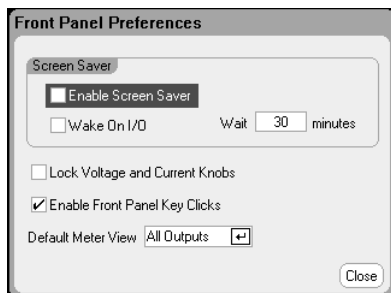 Front Panel Preferences
Screen Saver
Enable Screen Saver
Wake On I/O Wait 30 minutes
Lock Voltage and Current Knobs
Enable Front Panel Key Clicks
Default Meter View All Outputs
Close